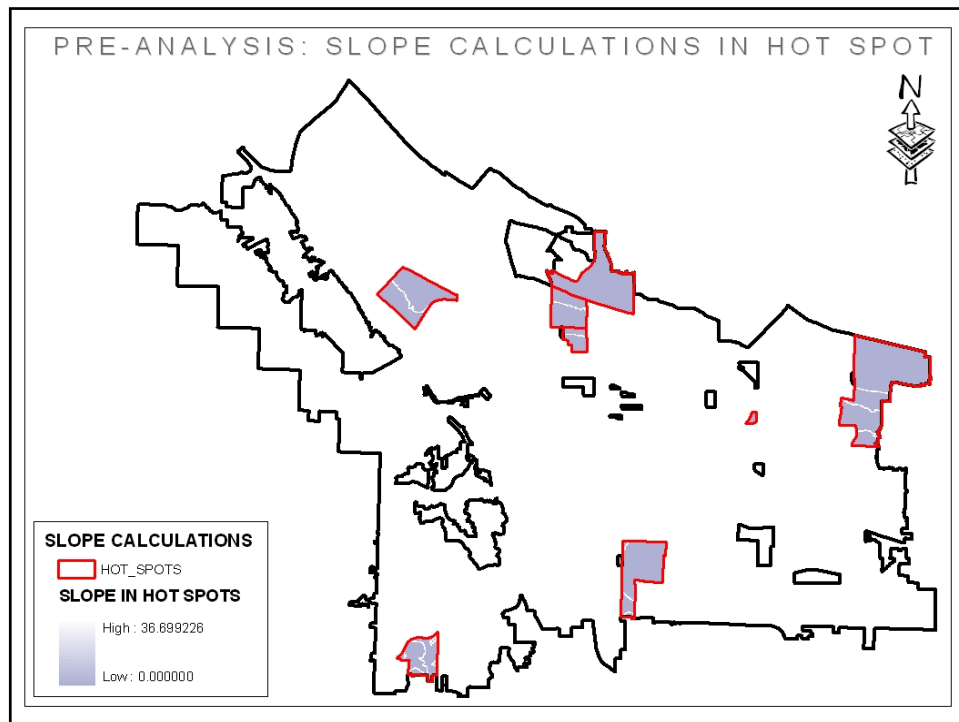 PRE-ANALYSIS: SLOPE CALCULATIONS IN HOT SPOT
N
SLOPE CALCULATIONS
HOT_SPOTS
SLOPE IN HOT SPOTS
High : 36.699226
Low : 0.000000